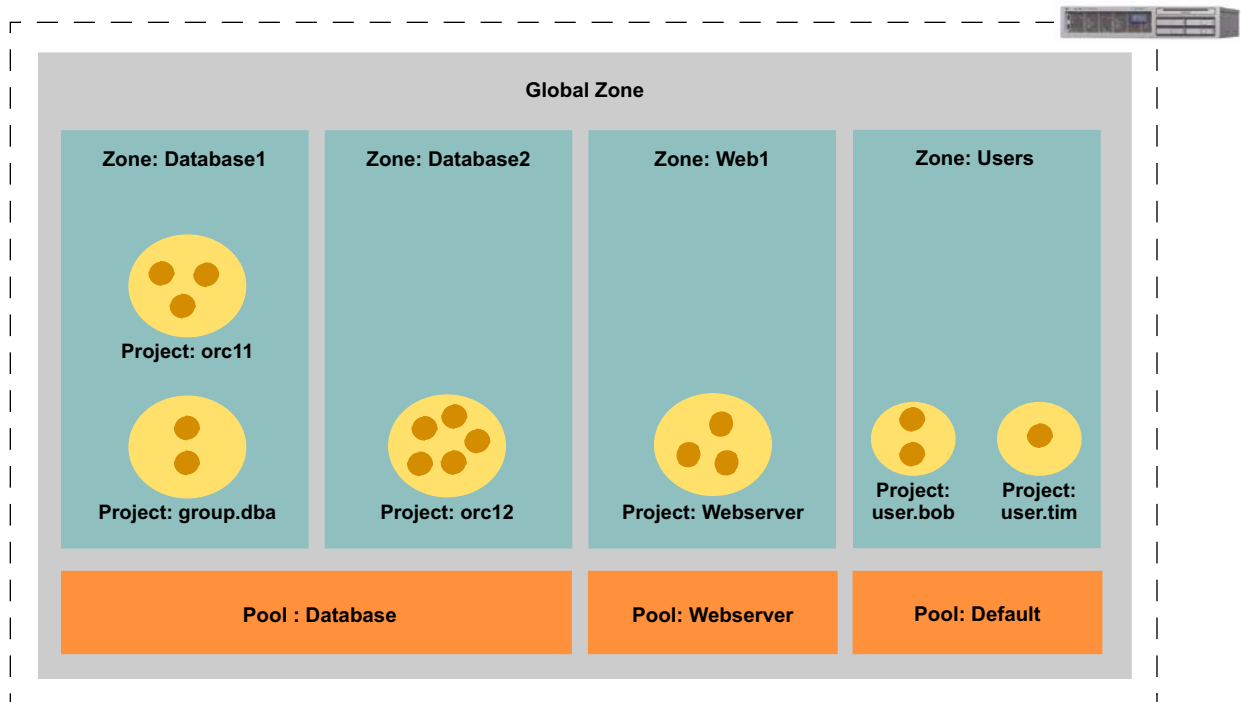 Global Zone
Zone: Database1
Zone: Database2
Zone: Web1
Zone: Users
Project: orc11
Project: group.dba
Project: orc12
Project: Webserver
Project:
user.bob
Project:
user.tim
Pool : Database
Pool: Webserver
Pool: Default